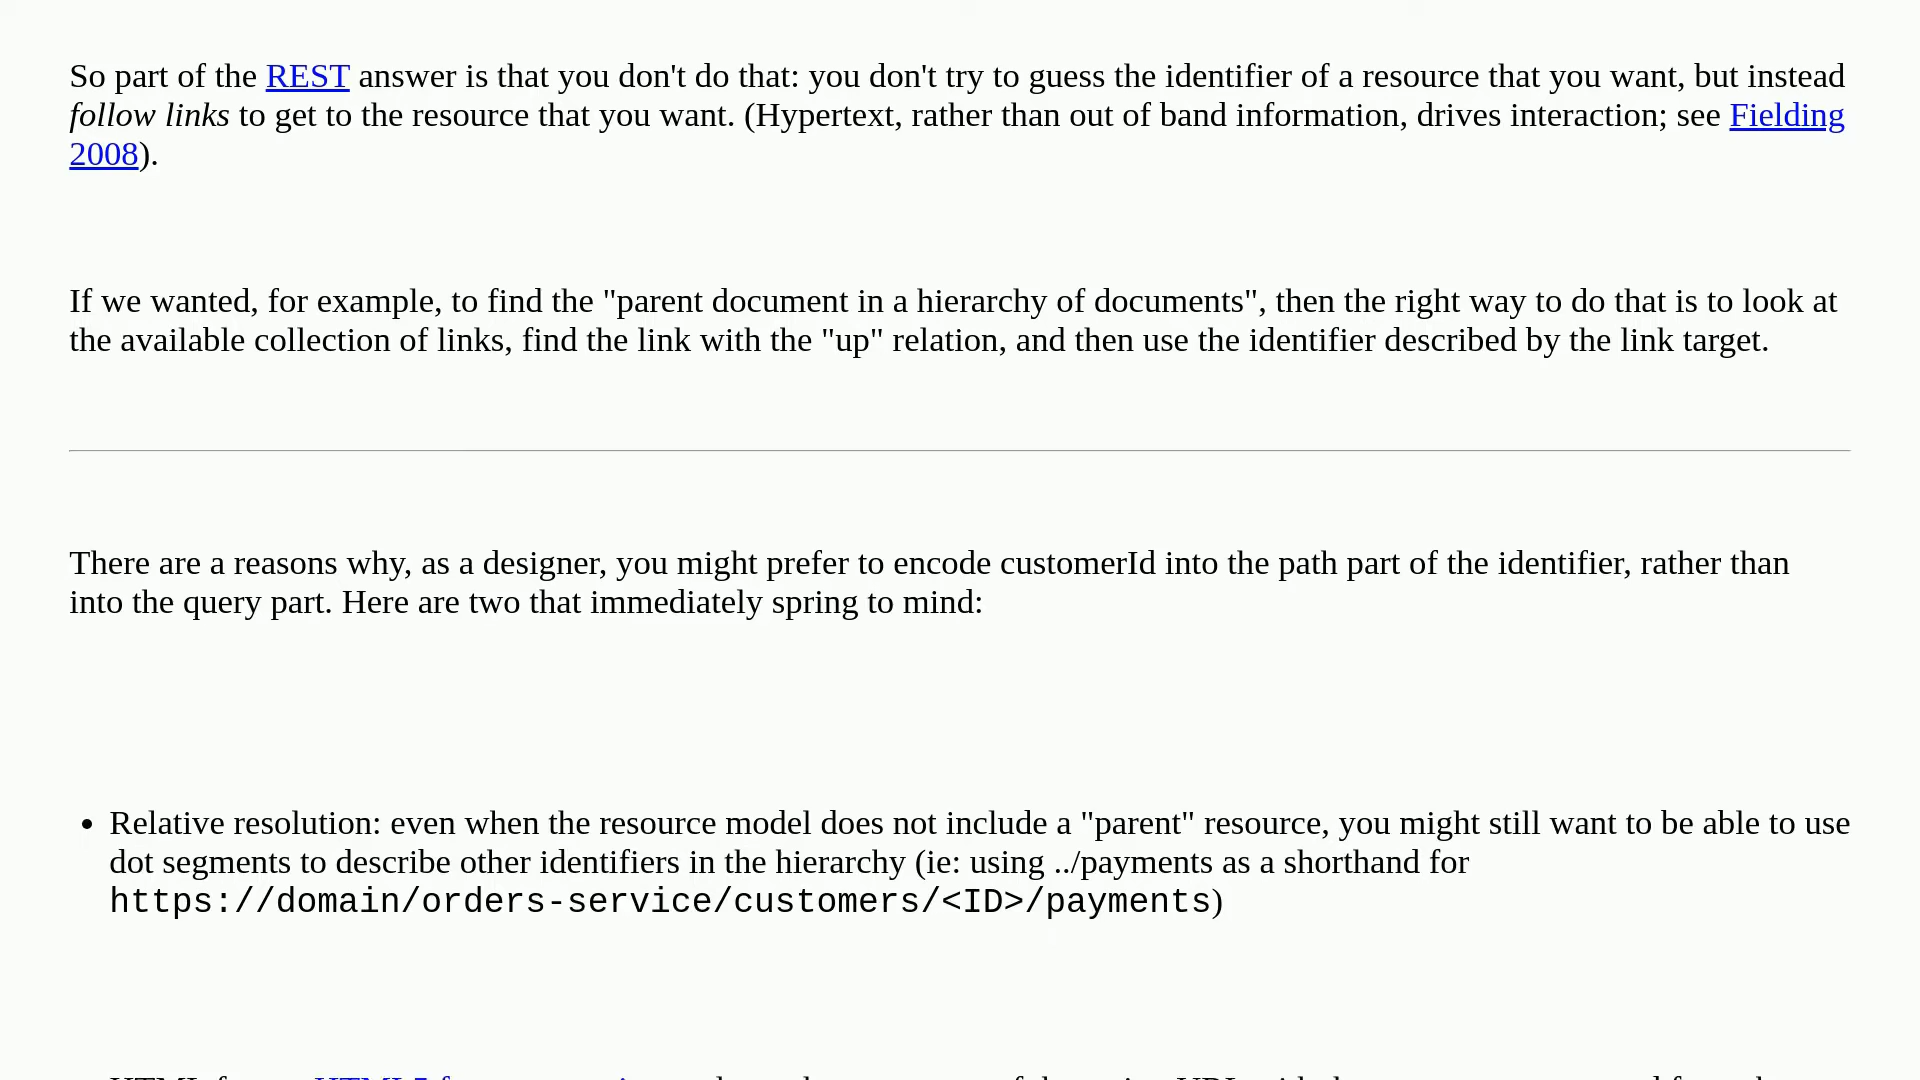 So part of the REST answer is that you don't do that: you don't try to guess the identifier of a resource that you want, but instead
follow links to get to the resource that you want. (Hypertext, rather than out of band information, drives interaction; see Fielding
2008).
If we wanted, for example, to find the "parent document in a hierarchy of documents", then the right way to do that is to look at
the available collection of links, find the link with the "up" relation, and then use the identifier described by the link target.
There are a reasons why, as a designer, you might prefer to encode customerId into the path part of the identifier, rather than
into the query part. Here are two that immediately spring to mind:
• Relative resolution: even when the resource model does not include a "parent" resource, you might still want to be able to use
dot segments to describe other identifiers in the hierarchy (ie: using ../payments as a shorthand for
https://domain/orders-service/customers/<ID>/payments)